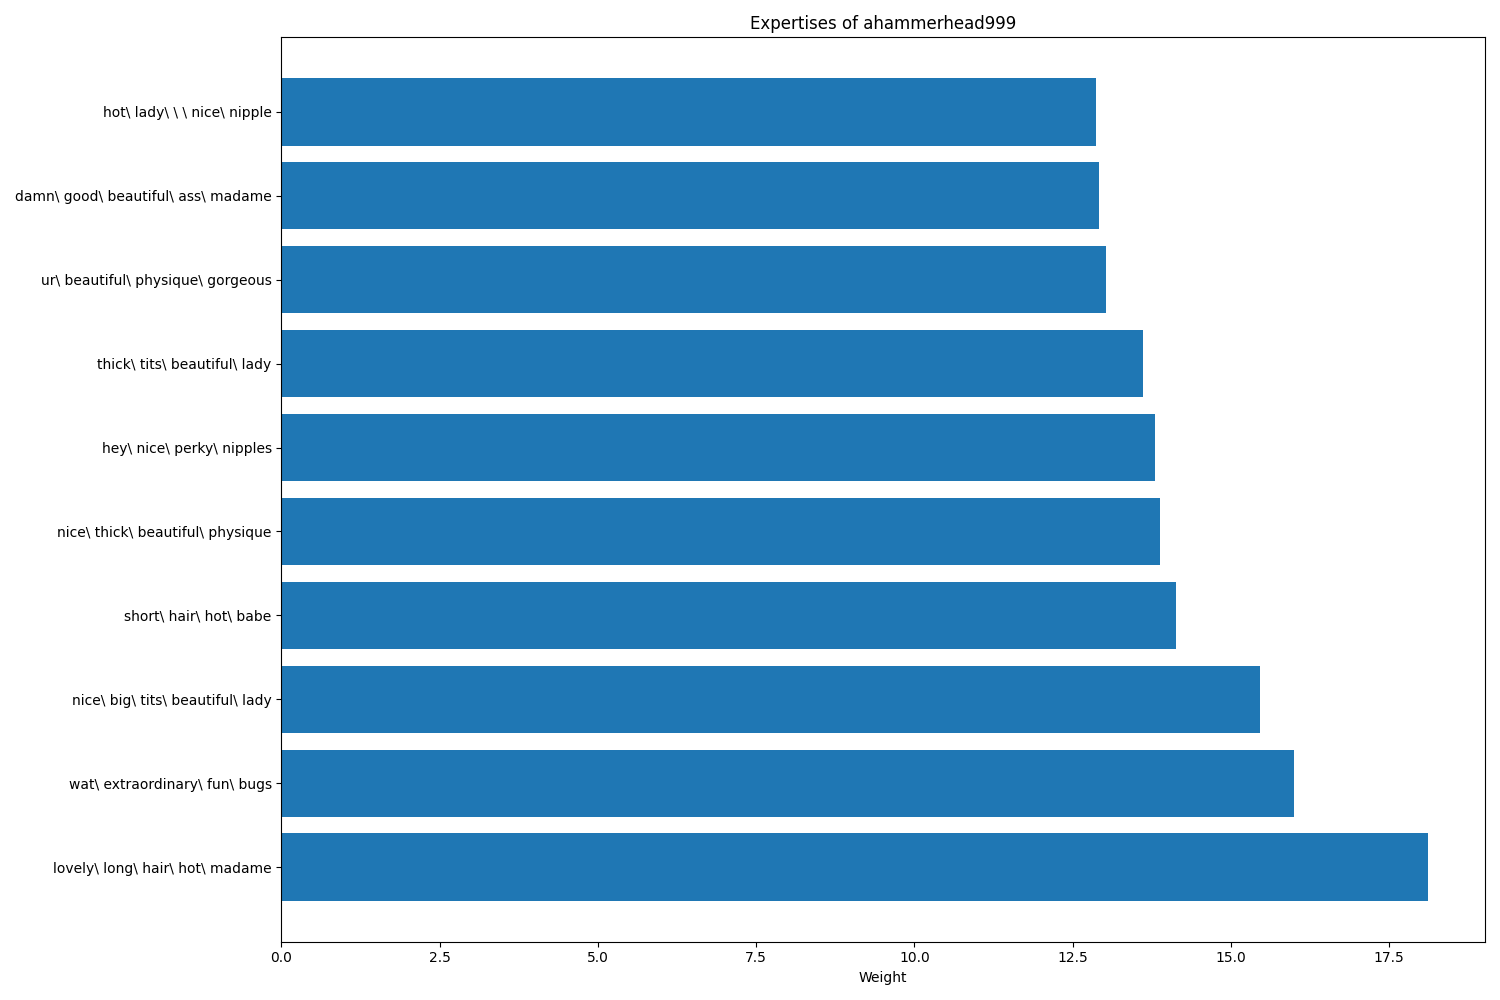 Expertises of ahammerhead999
hot\ lady\ \ \ nice\ nipple
damn\ good\ beautiful\ ass\ madame
ur\ beautiful\ physique\ gorgeous
thick\ tits\ beautiful\ lady
hey\ nice\ perky\ nipples
nice\ thick\ beautiful\ physique
short\ hair\ hot\ babe
nice\ big\ tits\ beautiful\ lady
wat\ extraordinary\ fun\ bugs
lovely\ long\ hair\ hot\ madame
0.0 2.5 5.0 7.5 10.0 12.5 15.0 17.5
Weight